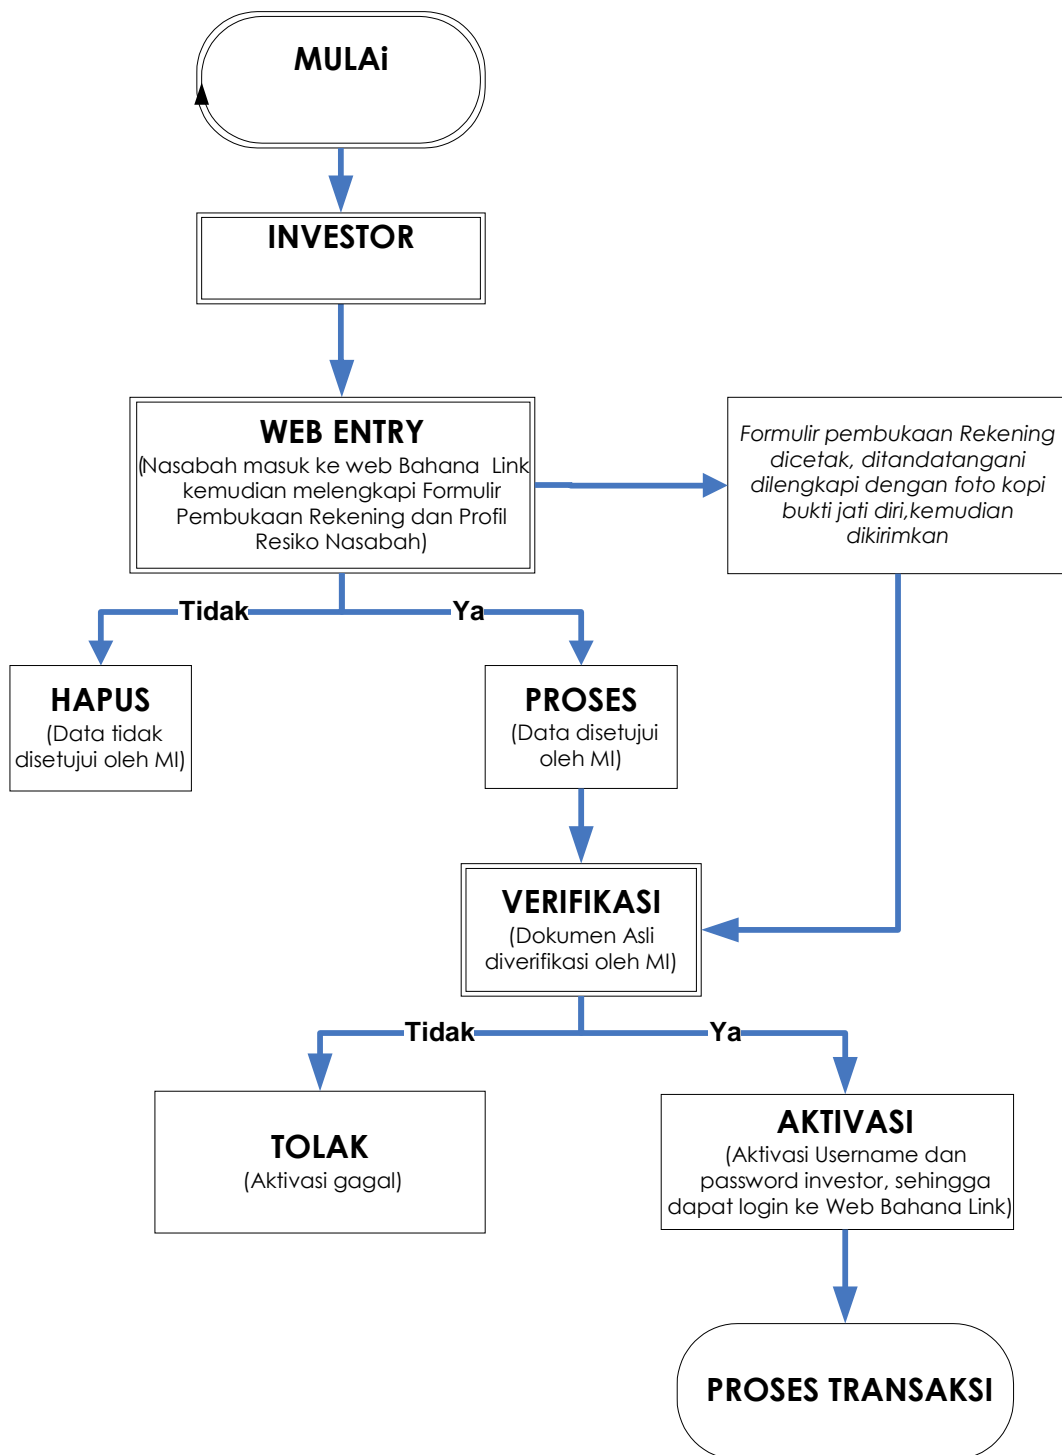 MULAi
INVESTOR
WEB ENTRY
(Nasabah masuk ke web Bahana Link
kemudian melengkapi Formulir
Pembukaan Rekening dan Profil
Resiko Nasabah)
Formulir pembukaan Rekening
dicetak, ditandatangani
dilengkapi dengan foto kopi
bukti jati diri,kemudian
dikirimkan
Tidak
Ya
HAPUS
(Data tidak
disetujui oleh MI)
PROSES
(Data disetujui
oleh MI)
VERIFIKASI
(Dokumen Asli
diverifikasi oleh MI)
Tidak
Ya
TOLAK
(Aktivasi gagal)
AKTIVASI
(Aktivasi Username dan
password investor, sehingga
dapat login ke Web Bahana Link)
PROSES TRANSAKSI